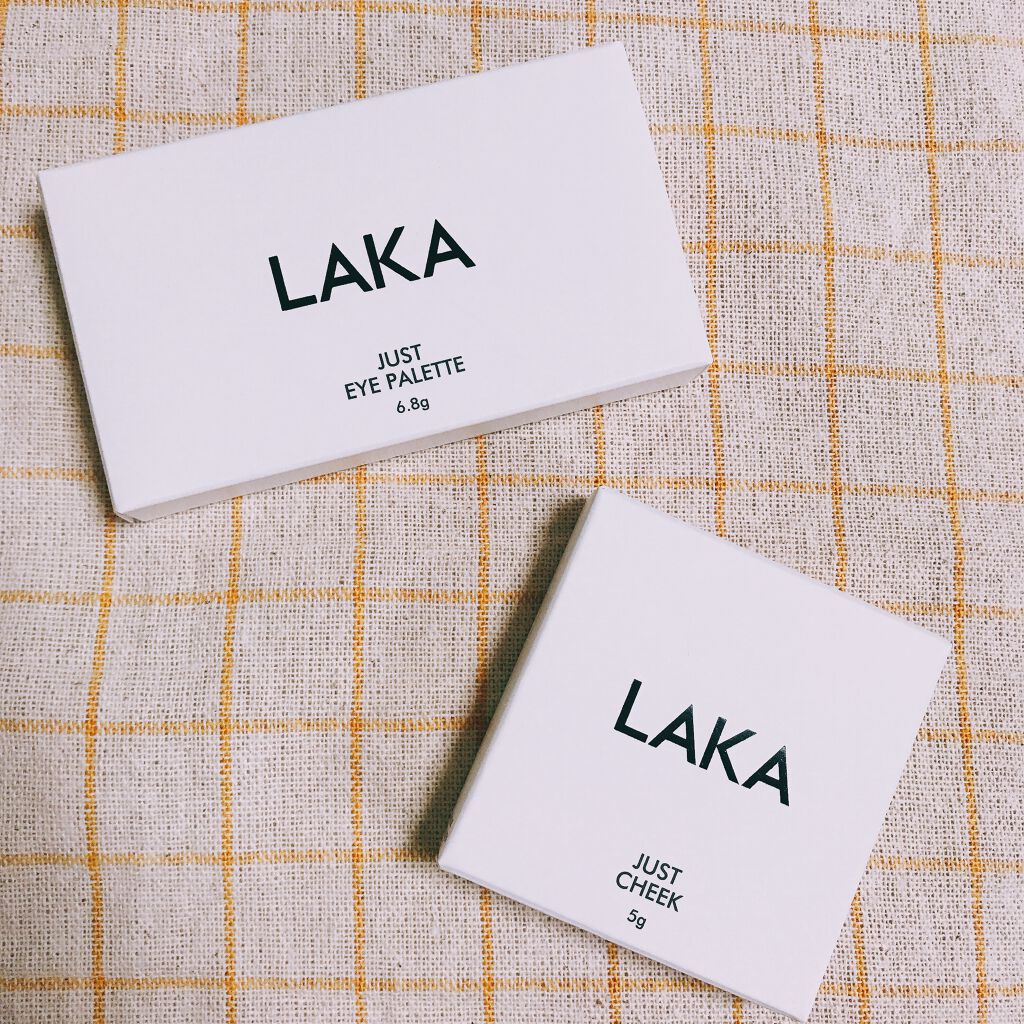 LAKA
JUST
EYE PALETTE
6.8g
LAKA
JUST
CHEEK
5g